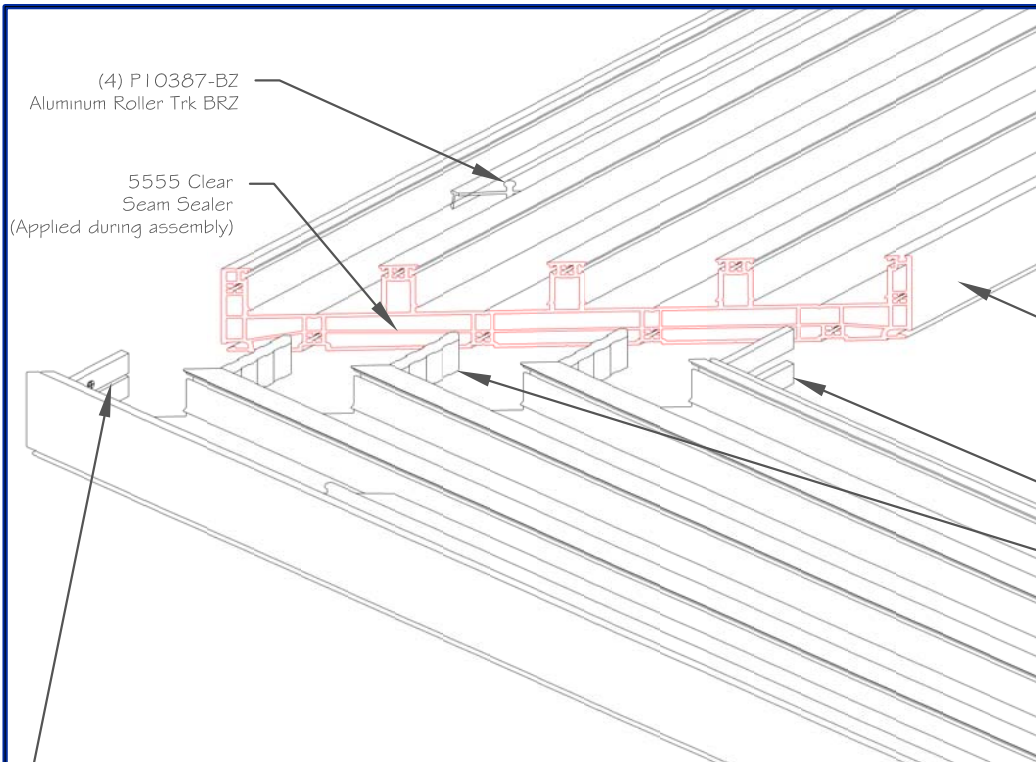 (4) P10387-BZ
Aluminum Roller Trk BRZ
5555 Clear
Seam Sealer
(Applied during assembly)